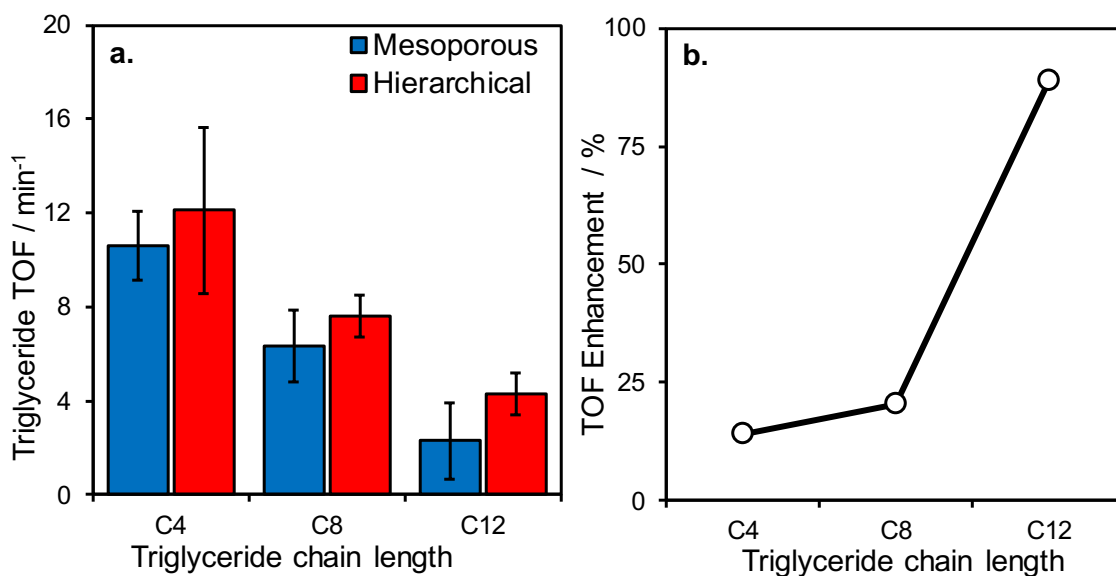 a.
Mesoporous
Hierarchical
Triglyceride TOF / min-1
20
16
12
8
4
0
C4 C8 C12
Triglyceride chain length
b.
TOF Enhancement / %
100
75
50
25
0
C4 C8 C12
Triglyceride chain length